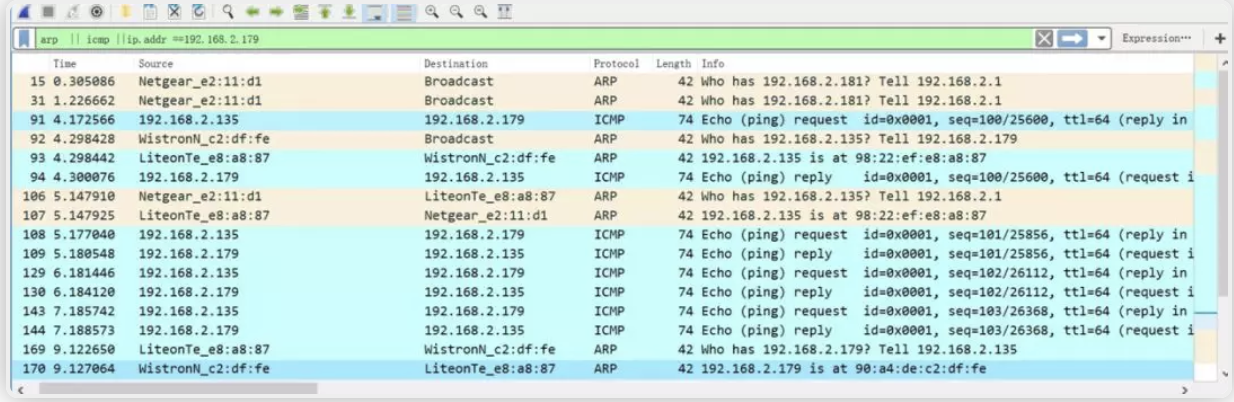 arp || icmp ||ip.addr ==192.168.2.179 Expression… +
Time Source Destination Protocol Length Info
15 0.305086 Netgear_e2:11:d1 Broadcast ARP 42 Who has 192.168.2.181? Tell 192.168.2.1
31 1.226662 Netgear_e2:11:d1 Broadcast ARP 42 Who has 192.168.2.181? Tell 192.168.2.1
91 4.172566 192.168.2.135 192.168.2.179 ICMP 74 Echo (ping) request id=0x0001, seq=100/25600, ttl=64 (reply in
92 4.298428 WistronN_c2:df:fe Broadcast ARP 42 Who has 192.168.2.135? Tell 192.168.2.179
93 4.298442 LiteonTe_e8:a8:87 WistronN_c2:df:fe ARP 42 192.168.2.135 is at 98:22:ef:e8:a8:87
94 4.300076 192.168.2.179 192.168.2.135 ICMP 74 Echo (ping) reply id=0x0001, seq=100/25600, ttl=64 (request i
106 5.147910 Netgear_e2:11:d1 LiteonTe_e8:a8:87 ARP 42 Who has 192.168.2.135? Tell 192.168.2.1
107 5.147925 LiteonTe_e8:a8:87 Netgear_e2:11:d1 ARP 42 192.168.2.135 is at 98:22:ef:e8:a8:87
108 5.177040 192.168.2.135 192.168.2.179 ICMP 74 Echo (ping) request id=0x0001, seq=101/25856, ttl=64 (reply in
109 5.180548 192.168.2.179 192.168.2.135 ICMP 74 Echo (ping) reply id=0x0001, seq=101/25856, ttl=64 (request i
129 6.181446 192.168.2.135 192.168.2.179 ICMP 74 Echo (ping) request id=0x0001, seq=102/26112, ttl=64 (reply in
130 6.184120 192.168.2.179 192.168.2.135 ICMP 74 Echo (ping) reply id=0x0001, seq=102/26112, ttl=64 (request i
143 7.185742 192.168.2.135 192.168.2.179 ICMP 74 Echo (ping) request id=0x0001, seq=103/26368, ttl=64 (reply in
144 7.188573 192.168.2.179 192.168.2.135 ICMP 74 Echo (ping) reply id=0x0001, seq=103/26368, ttl=64 (request i
169 9.122650 LiteonTe_e8:a8:87 WistronN_c2:df:fe ARP 42 Who has 192.168.2.179? Tell 192.168.2.135
170 9.127064 WistronN_c2:df:fe LiteonTe_e8:a8:87 ARP 42 192.168.2.179 is at 90:a4:de:c2:df:fe